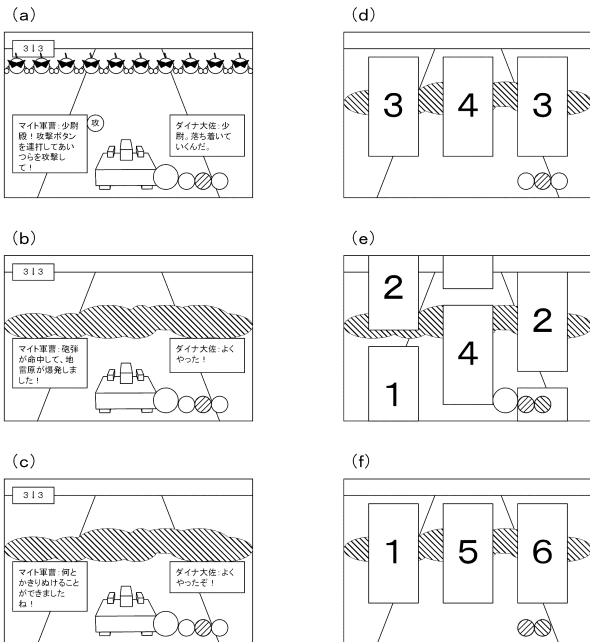 (a)
3↓3
マイト軍曹：少尉
殿！攻撃ボタン
を連打してあい
つらを攻撃し
て！
攻
ダイナ大佐：少
尉。落ち着いて
いくんだ。
(d)
3
4
3
(b)
3↓3
マイト軍曹：砲弾
が命中して、地
雷原が爆発しま
した！
ダイナ大佐：よく
やった！
(e)
2
4
2
1
(c)
3↓3
マイト軍曹：何と
かきりぬけること
ができました
ね！
ダイナ大佐：よく
やったぞ！
(f)
1
5
6